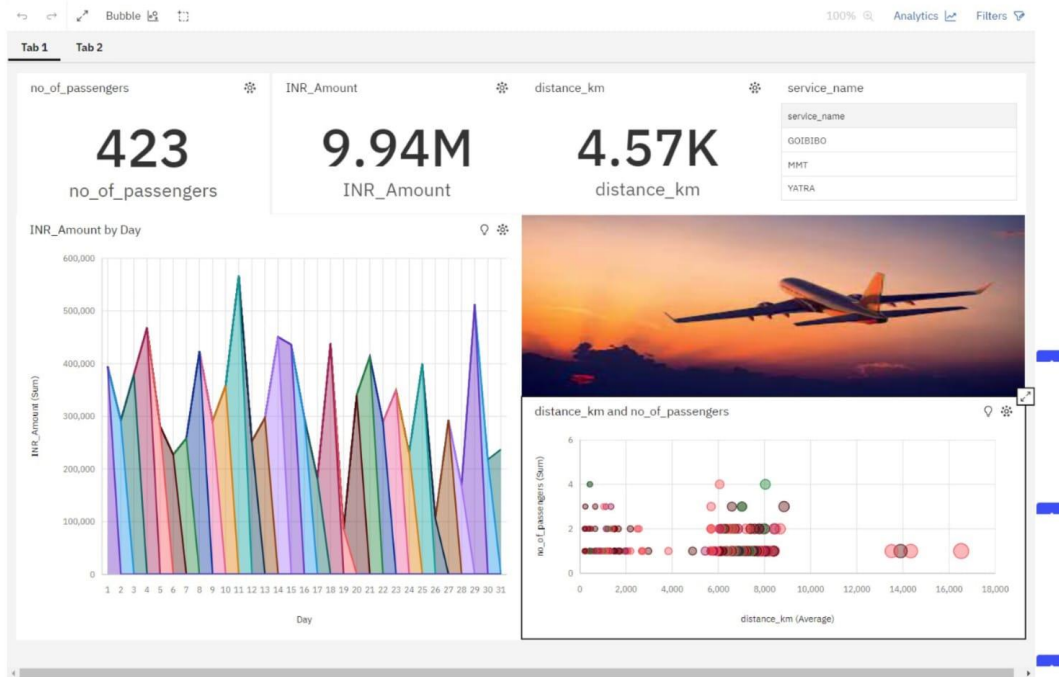 Bubble
100%
Analytics
Filters
Tab 1
Tab 2
no_of_passengers
423
no_of_passengers
INR_Amount
9.94M
INR_Amount
distance_km
4.57K
distance_km
service_name
service_name
GOIBIBO
MMT
YATRA
INR_Amount by Day
INR_Amount (Sum)
600,000
500,000
400,000
300,000
200,000
100,000
0
1 2 3 4 5 6 7 8 9 10 11 12 13 14 15 16 17 18 19 20 21 22 23 24 25 26 27 28 29 30 31
Day
distance_km and no_of_passengers
no_of_passengers (Sum)
6
4
2
0
0 2,000 4,000 6,000 8,000 10,000 12,000 14,000 16,000 18,000
distance_km (Average)